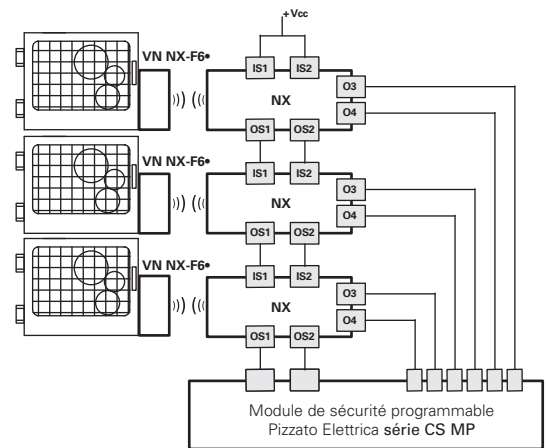 +Vcc
VN NX-F6•
IS1 IS2
O3
NX
O4
OS1 OS2
VN NX-F6•
IS1 IS2
O3
NX
O4
OS1 OS2
VN NX-F6•
IS1 IS2
O3
NX
O4
OS1 OS2
Module de sécurité programmable
Pizzato Elettrica série CS MP